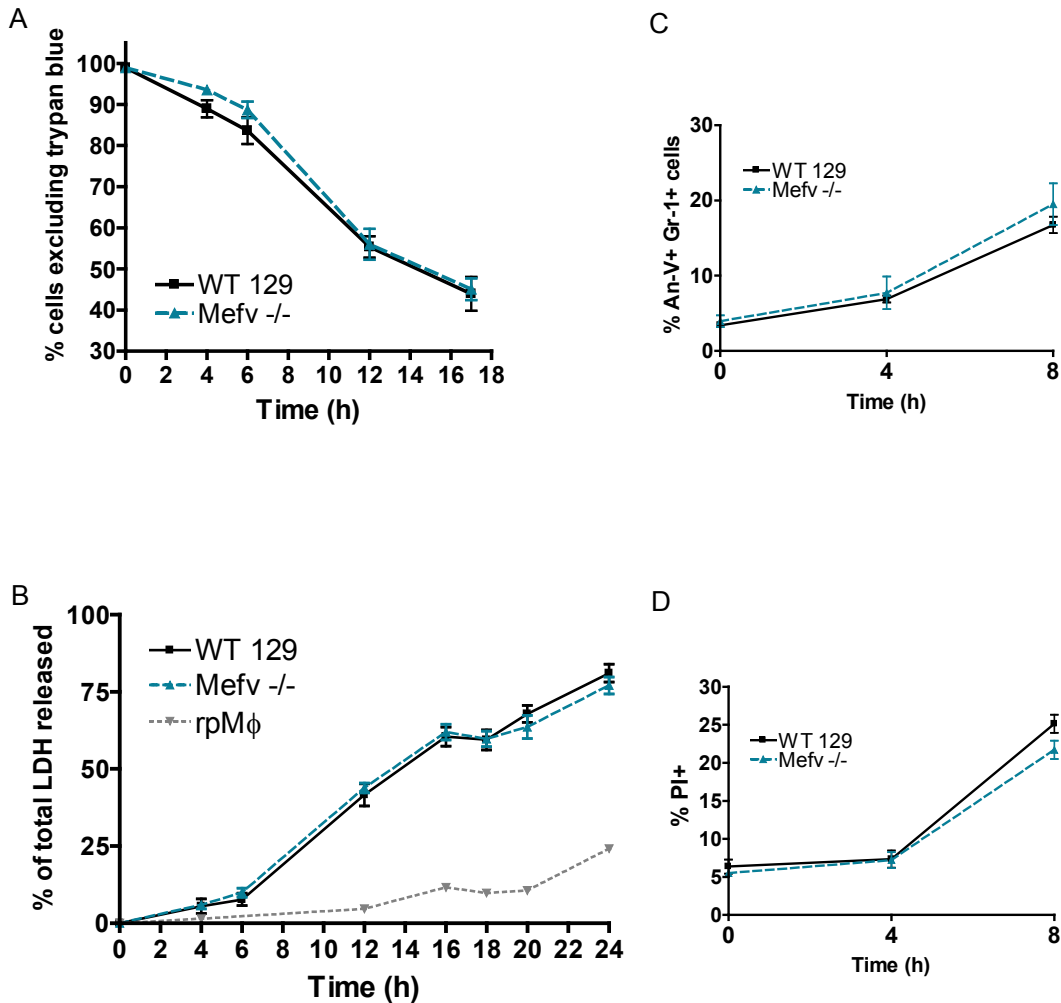 A
% cells excluding trypan blue
100
90
80
70
60
50
40
30
WT 129
Mefv -/-
0 2 4 6 8 10 12 14 16 18
Time (h)
C
% An-V+ Gr-1+ cells
30
20
10
0
WT 129
Mefv -/-
0 4 8
Time (h)
B
% of total LDH released
100
75
50
25
0
WT 129
Mefv -/-
rpMϕ
0 2 4 6 8 10 12 14 16 18 20 22 24
Time (h)
D
% PI+
30
25
20
15
10
5
0
WT 129
Mefv -/-
0 4 8
Time (h)